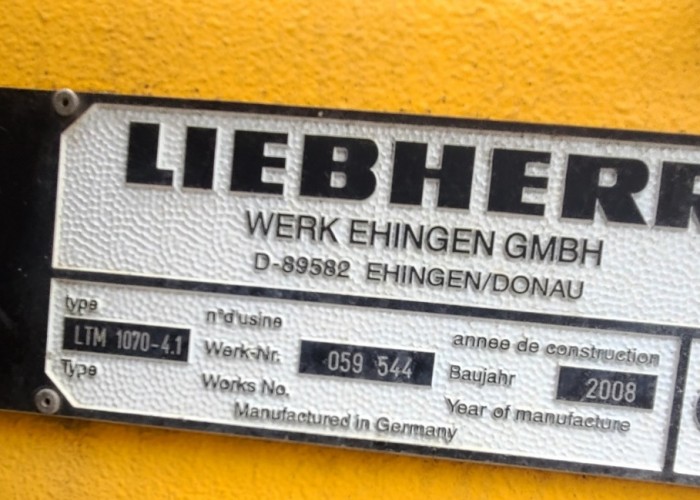 LIEBHERR
WERK EHINGEN GMBH
D-89582 EHINGEN/DONAU
type
n°d'usine
annee de construction
LTM 1070-4.1
Werk-Nr.
059 544
Baujahr
2008
Type
Works No.
Year of manufacture
Manufactured in Germany